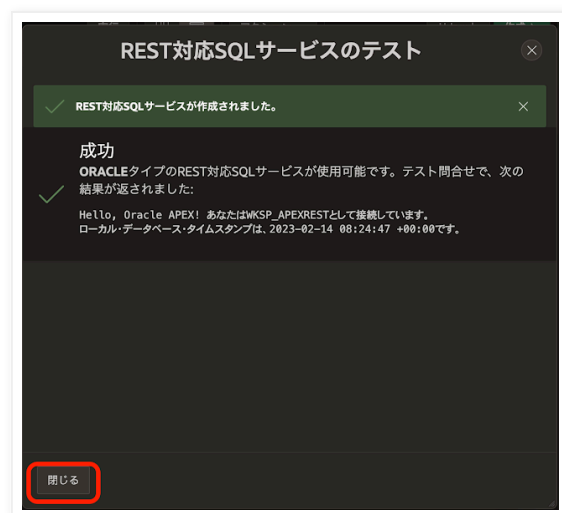 REST対応SQLサービスのテスト
REST対応SQLサービスが作成されました。
成功
ORACLEタイプのREST対応SQLサービスが使用可能です。テスト問合せで、次の
結果が返されました:
Hello, Oracle APEX! あなたはWKSP_APEXRESTとして接続しています。
ローカル・データベース・タイムスタンプは、2023-02-14 08:24:47 +00:00です。
閉じる